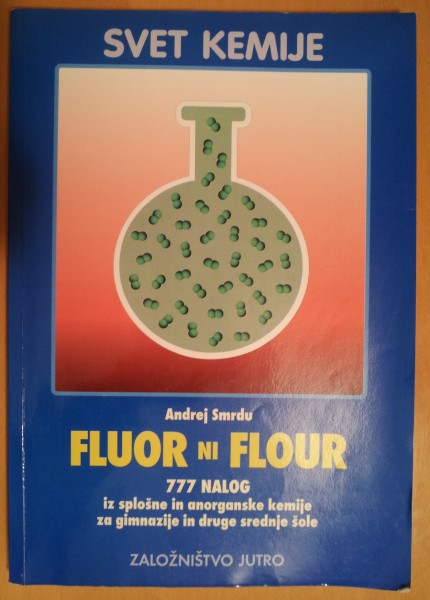 SVET KEMIJE
Andrej Smrdu
FLUOR NI FLOUR
777 NALOG
iz splošne in anorganske kemije
za gimnazije in druge srednje šole
ZALOŽNIŠTVO JUTRO